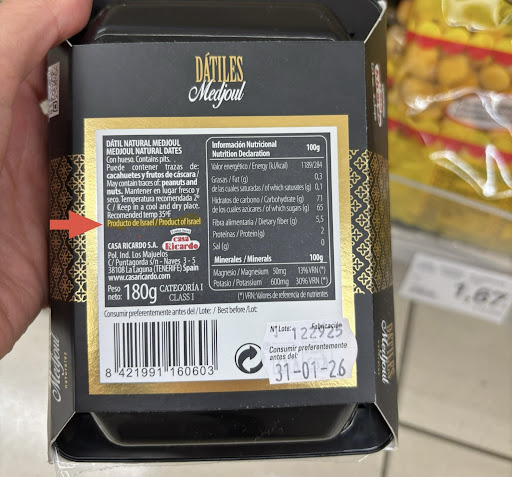 DÁTILES
Medjoul
DÁTIL NATURAL MEDJOUL
MEDJOUL NATURAL DATES
Con hueso. Contains pits.
Puede contener trazas de:
cacahuetes y frutos de cáscara /
May contain traces of: peanuts and
nuts. Mantener en lugar fresco y
seco. Temperatura recomendada 2º
C / Keep in a cool and dry place.
Recomended temp 35ºF
Producto de Israel / Product of Israel
CASA RICARDO S.A.
Pol. Ind. Los Majuelos
C/ Puntagorda s/n - Naves 3 - 5
38108 La Laguna (TENERIFE) Spain
www.casaricardo.com
casa
Ricardo
Peso neto: 180g CATEGORÍA I
CLASS I
Información Nutricional
Nutrition Declaration 100g
Valor energético / Energy (kJ/kcal) 1189/284
Grasas / Fat (g) 0,3
de las cuales saturadas / of which saturates (g) 0,1
Hidratos de carbono / Carbohydrate (g) 71
de los cuales azúcares / of which sugars (g) 65
Fibra alimentaria / Dietary fiber (g) 5,5
Proteínas / Protein (g) 2
Sal (g) 0
Minerales / Minerals 100g
Magnesio / Magnesium 50mg 13% VRN (*)
Potasio / Potassium 600mg 30% VRN (*)
(*) VRN: Valores de referencia de nutrientes
Consumir preferentemente antes del / Lote: / Best before /Lot:
8 421991 160603
Nº Lote: Fabricación
J 122925
Consumir preferentemente
antes del:
31-01-26
Medjoul
1,67